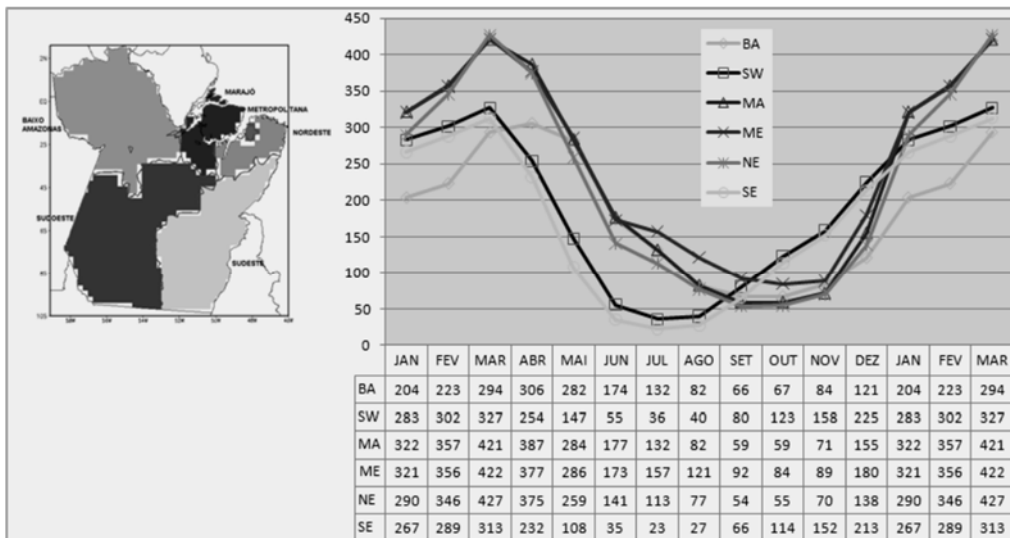 MARAJÓ
METROPOLITANA
BAIXO
AMAZONAS
NORDESTE
SUDOESTE
SUDESTE
450
400
350
300
250
200
150
100
50
0
BA
SW
MA
ME
NE
SE
JAN FEV MAR ABR MAI JUN JUL AGO SET OUT NOV DEZ JAN FEV MAR
BA 204 223 294 306 282 174 132 82 66 67 84 121 204 223 294
SW 283 302 327 254 147 55 36 40 80 123 158 225 283 302 327
MA 322 357 421 387 284 177 132 82 59 59 71 155 322 357 421
ME 321 356 422 377 286 173 157 121 92 84 89 180 321 356 422
NE 290 346 427 375 259 141 113 77 54 55 70 138 290 346 427
SE 267 289 313 232 108 35 23 27 66 114 152 213 267 289 313